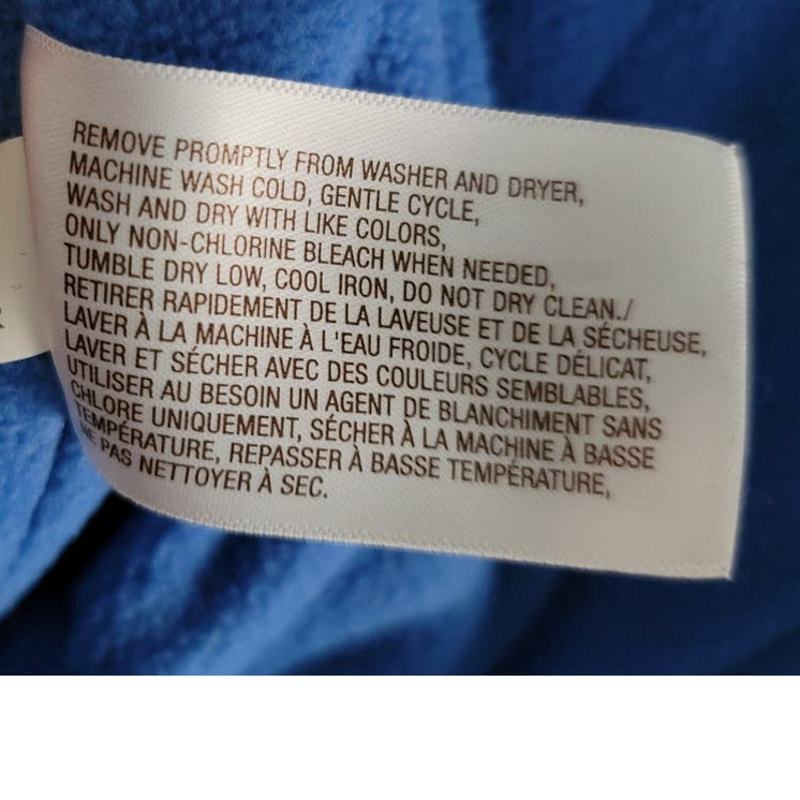 REMOVE PROMPTLY FROM WASHER AND DRYER,
MACHINE WASH COLD, GENTLE CYCLE,
WASH AND DRY WITH LIKE COLORS,
ONLY NON-CHLORINE BLEACH WHEN NEEDED,
TUMBLE DRY LOW, COOL IRON, DO NOT DRY CLEAN./
RETIRER RAPIDEMENT DE LA LAVEUSE ET DE LA SÉCHEUSE,
LAVER À LA MACHINE À L'EAU FROIDE, CYCLE DÉLICAT,
LAVER ET SÉCHER AVEC DES COULEURS SEMBLABLES,
UTILISER AU BESOIN UN AGENT DE BLANCHIMENT SANS
CHLORE UNIQUEMENT, SÉCHER À LA MACHINE À BASSE
TEMPÉRATURE, REPASSER À BASSE TEMPÉRATURE,
NE PAS NETTOYER À SEC.